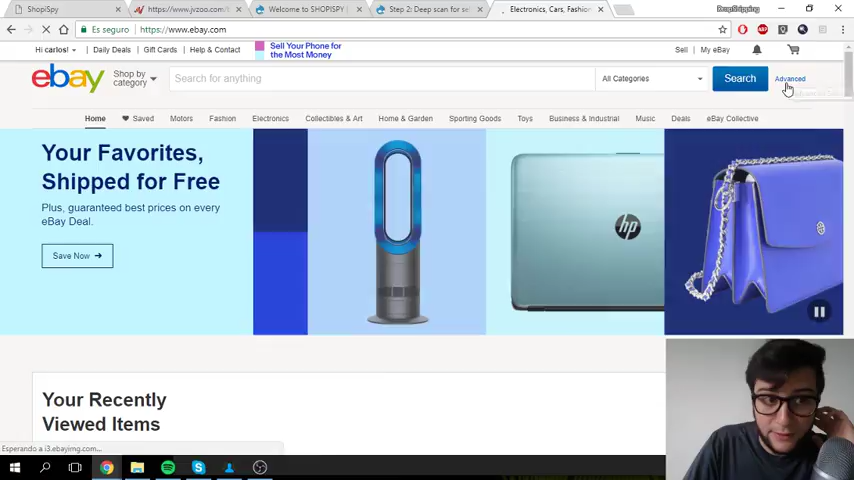 ShopiSpy
https://www.jvzoo.com/
Welcome to SHOPISPY
Step 2: Deep scan for sel
Electronics, Cars, Fashion
DropShipping
Es seguro
https://www.ebay.com
Hi carlos!
Daily Deals
Gift Cards
Help & Contact
Sell Your Phone for
the Most Money
Sell
My eBay
ebay
Shop by
category
Search for anything
All Categories
Search
Advanced
Home
Saved
Motors
Fashion
Electronics
Collectibles & Art
Home & Garden
Sporting Goods
Toys
Business & Industrial
Music
Deals
eBay Collective
Your Favorites,
Shipped for Free
Plus, guaranteed best prices on every
eBay Deal.
Save Now
hp
Your Recently
Viewed Items
Esperando a i3.ebayimg.com...